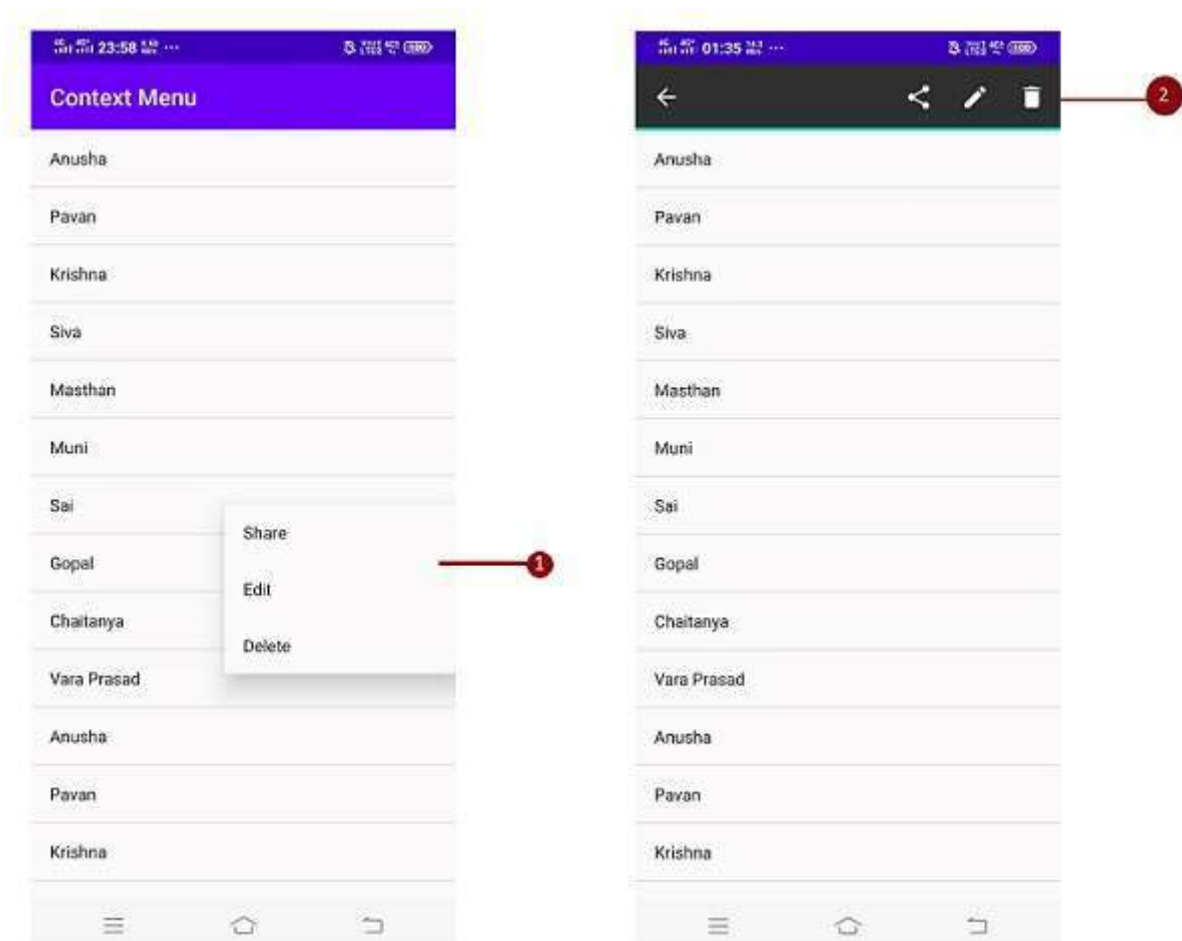 23:58
Context Menu
Anusha
Pavan
Krishna
Siva
Masthan
Muni
Sai
Gopal
Chaitanya
Vara Prasad
Anusha
Pavan
Krishna
Share
Edit
Delete
1
01:35
2
Anusha
Pavan
Krishna
Siva
Masthan
Muni
Sai
Gopal
Chaitanya
Vara Prasad
Anusha
Pavan
Krishna